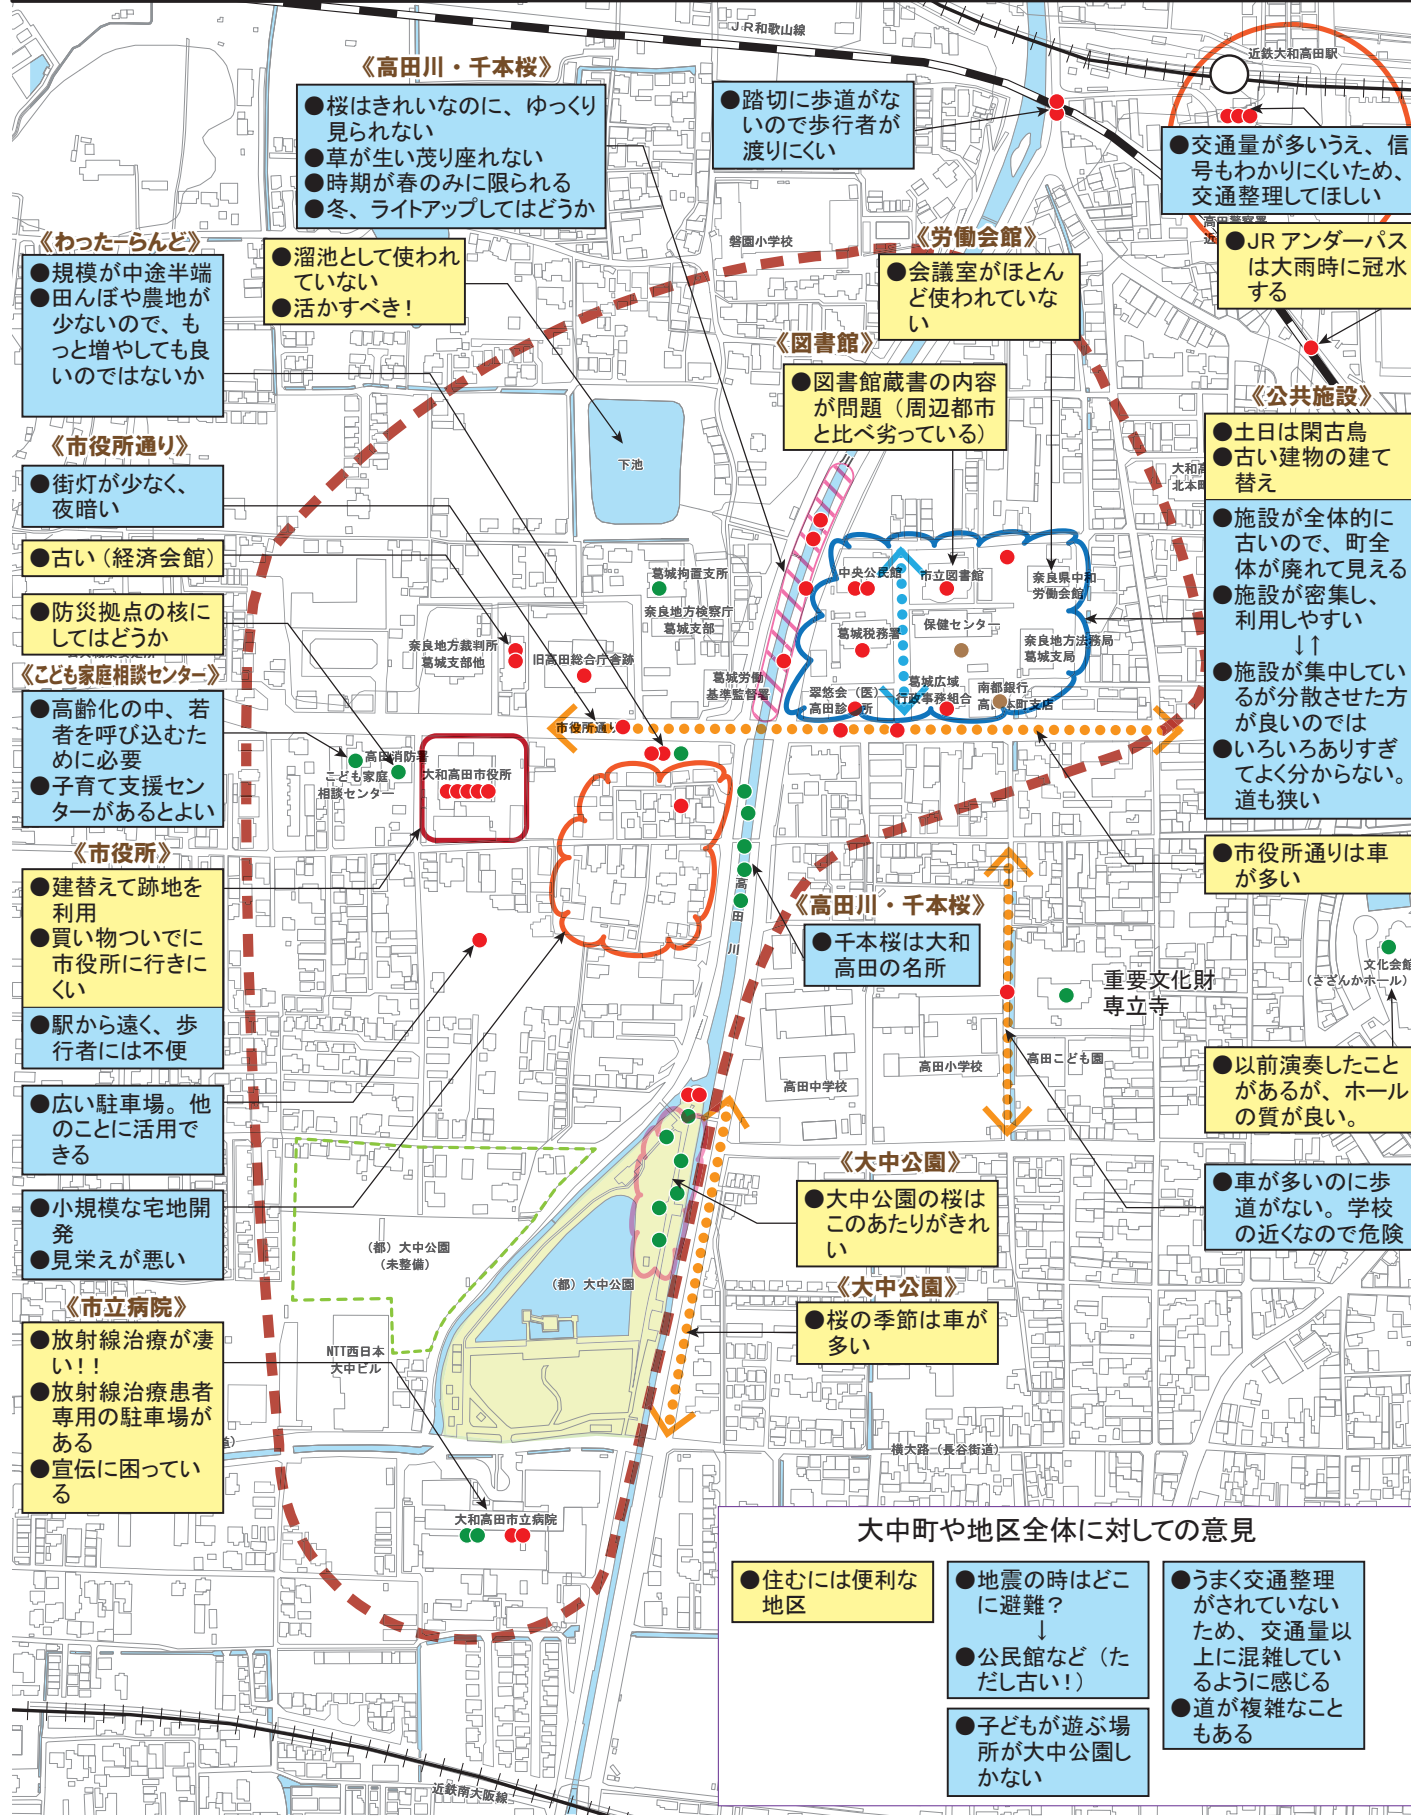 JR和歌山線
近鉄大和高田駅
《高田川・千本桜》
●桜はきれいなのに、ゆっくり
見られない
●草が生い茂り座れない
●時期が春のみに限られる
●冬、ライトアップしてはどうか
●踏切に歩道がな
いので歩行者が
渡りにくい
●交通量が多いうえ、信
号もわかりにくいため、
交通整理してほしい
高田警察署
近
●JRアンダーパス
は大雨時に冠水
する
《わったーらんど》
●規模が中途半端
●田んぼや農地が
少ないので、も
っと増やしても良
いのではないか
●溜池として使われ
ていない
●活かすべき！
磐園小学校
《労働会館》
●会議室がほとん
ど使われていな
い
《図書館》
●図書館蔵書の内容
が問題（周辺都市
と比べ劣っている）
《公共施設》
●土日は閑古鳥
●古い建物の建て
替え
●施設が全体的に
古いので、町全
体が廃れて見える
●施設が密集し、
利用しやすい
↓↑
●施設が集中してい
るが分散させた方
が良いのでは
●いろいろありすぎ
てよく分からない。
道も狭い
《市役所通り》
●街灯が少なく、
夜暗い
●古い（経済会館）
●防災拠点の核に
してはどうか
下池
川
大和高
北本町
葛城拘置支所
奈良地方検察庁
葛城支部
奈良地方裁判所
葛城支部他
旧高田総合庁舎跡
葛城労働
基準監督署
中央公民館
市立図書館
奈良県中和
労働会館
葛城税務署
保健センター
奈良地方法務局
葛城支局
翠悠会（医）
高田診療所
葛城広域
行政事務組合
南都銀行
高田本町支店
市役所通り
《こども家庭相談センター》
●高齢化の中、若
者を呼び込むた
めに必要
●子育て支援セン
ターがあるとよい
高田消防署
こども家庭
相談センター
大和高田市役所
《市役所》
●建替えて跡地を
利用
●買い物ついでに
市役所に行きに
くい
●駅から遠く、歩
行者には不便
●広い駐車場。他
のことに活用で
きる
●小規模な宅地開
発
●見栄えが悪い
●市役所通りは車
が多い
高
田
川
《高田川・千本桜》
●千本桜は大和
高田の名所
重要文化財
専立寺
文化会館
（さざんかホール）
●以前演奏したこと
があるが、ホール
の質が良い。
高田中学校
高田小学校
高田こども園
●車が多いのに歩
道がない。学校
の近くなので危険
《大中公園》
●大中公園の桜は
このあたりがきれ
い
（都）大中公園
（未整備）
（都）大中公園
《大中公園》
●桜の季節は車が
多い
《市立病院》
●放射線治療が凄
い！！
●放射線治療患者
専用の駐車場が
ある
●宣伝に困ってい
る
NTT西日本
大中ビル
道）
横大路（長谷街道）
大和高田市立病院
近鉄南大阪線
大中町や地区全体に対しての意見
●住むには便利な
地区
●地震の時はどこ
に避難？
↓
●公民館など（た
だし古い！）
●子どもが遊ぶ場
所が大中公園し
かない
●うまく交通整理
がされていない
ため、交通量以
上に混雑してい
るように感じる
●道が複雑なこと
もある